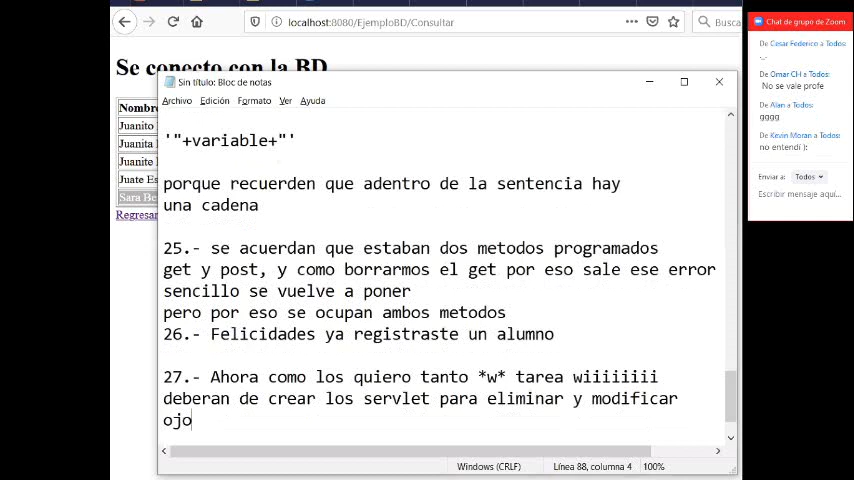 localhost:8080/EjemploBD/Consultar
Busca
Se conecto con la BD
Nombre
Juanito
Juanita
Juanite
Juate Es
Sara Be
Regresar
Sin título: Bloc de notas
Archivo Edición Formato Ver Ayuda
'"+variable+"'
porque recuerden que adentro de la sentencia hay
una cadena
25.- se acuerdan que estaban dos metodos programados
get y post, y como borrarmos el get por eso sale ese error
sencillo se vuelve a poner
pero por eso se ocupan ambos metodos
26.- Felicidades ya registraste un alumno
27.- Ahora como los quiero tanto *w* tarea wiiiiiiii
deberan de crear los servlet para eliminar y modificar
ojo
Windows (CRLF) Línea 88, columna 4 100%
Chat de grupo de Zoom
De Cesar Federico a Todos:
-.-
De Omar CH a Todos:
No se vale profe
De Alan a Todos:
gggg
De Kevin Moran a Todos:
no entendí ):
Enviar a: Todos
Escribir mensaje aquí...